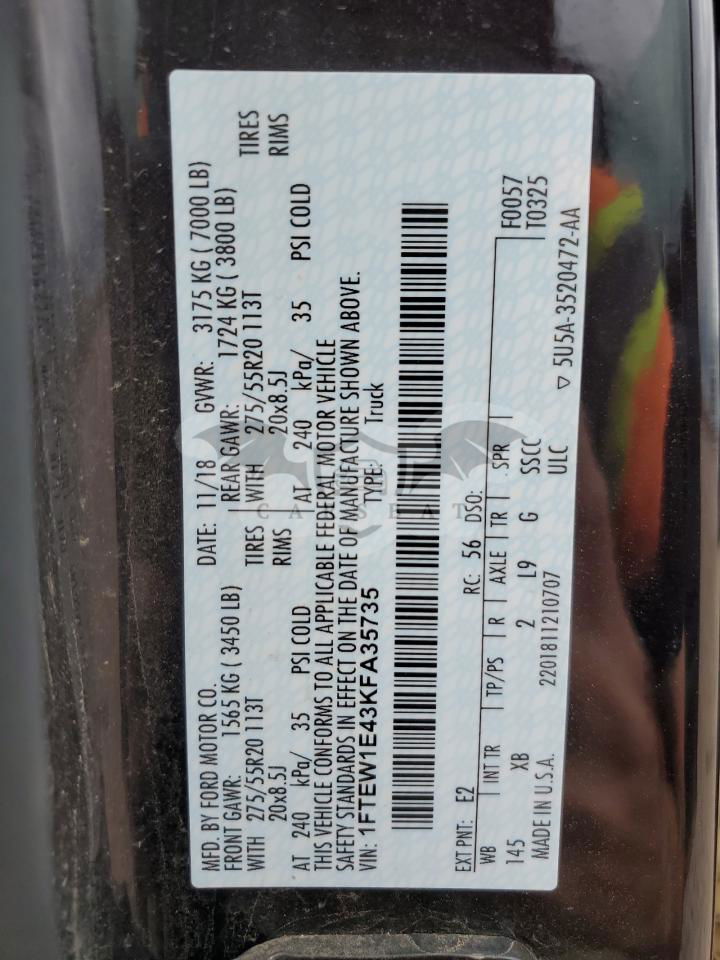 MFD. BY FORD MOTOR CO. DATE: 11/18 GVWR: 3175 KG ( 7000 LB)
FRONT GAWR: 1565 KG ( 3450 LB) REAR GAWR: 1724 KG ( 3800 LB)
WITH 275/55R20 113T TIRES WITH 275/55R20 113T TIRES
20x8.5J RIMS 20x8.5J RIMS
AT 240 kPa/ 35 PSI COLD AT 240 kPa/ 35 PSI COLD
THIS VEHICLE CONFORMS TO ALL APPLICABLE FEDERAL MOTOR VEHICLE
SAFETY STANDARDS IN EFFECT ON THE DATE OF MANUFACTURE SHOWN ABOVE.
VIN: 1FTEW1E43KFA35735 TYPE: Truck
CARSBAT
EXT PNT: E2 RC: 56 DSO:
WB INT TR TP/PS R AXLE TR SPR F0057
145 XB 2 L9 G SSCC T0325
MADE IN U.S.A. 2201811210707 ULC ▽ 5U5A-3520472-AA